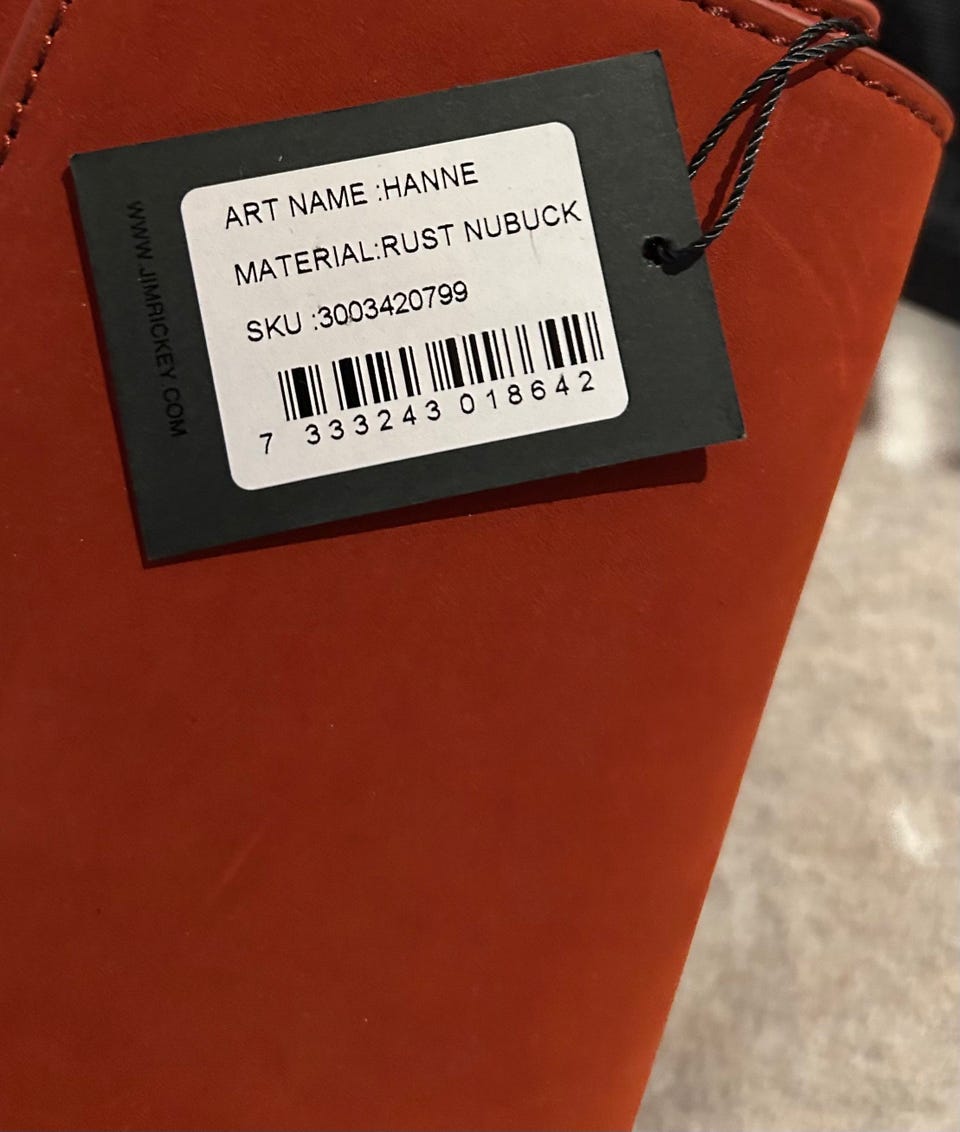 ART NAME :HANNE
MATERIAL:RUST NUBUCK
SKU :3003420799
7 333243 018642
WWW.JIMRICKEY.COM